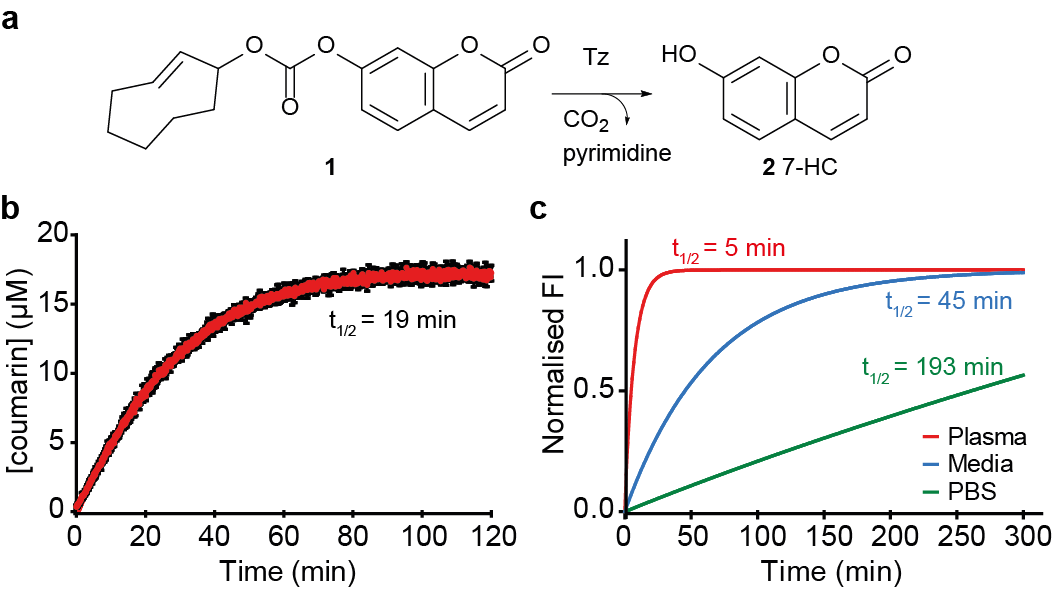 a
O O O O
O
Tz
CO2
pyrimidine
HO O O
1
2 7-HC
b
[coumarin] (µM)
20
15
10
5
0
t1/2 = 19 min
0 20 40 60 80 100 120
Time (min)
c
Normalised FI
1.0
0.5
0.0
t1/2 = 5 min
t1/2 = 45 min
t1/2 = 193 min
Plasma
Media
PBS
0 50 100 150 200 250 300
Time (min)